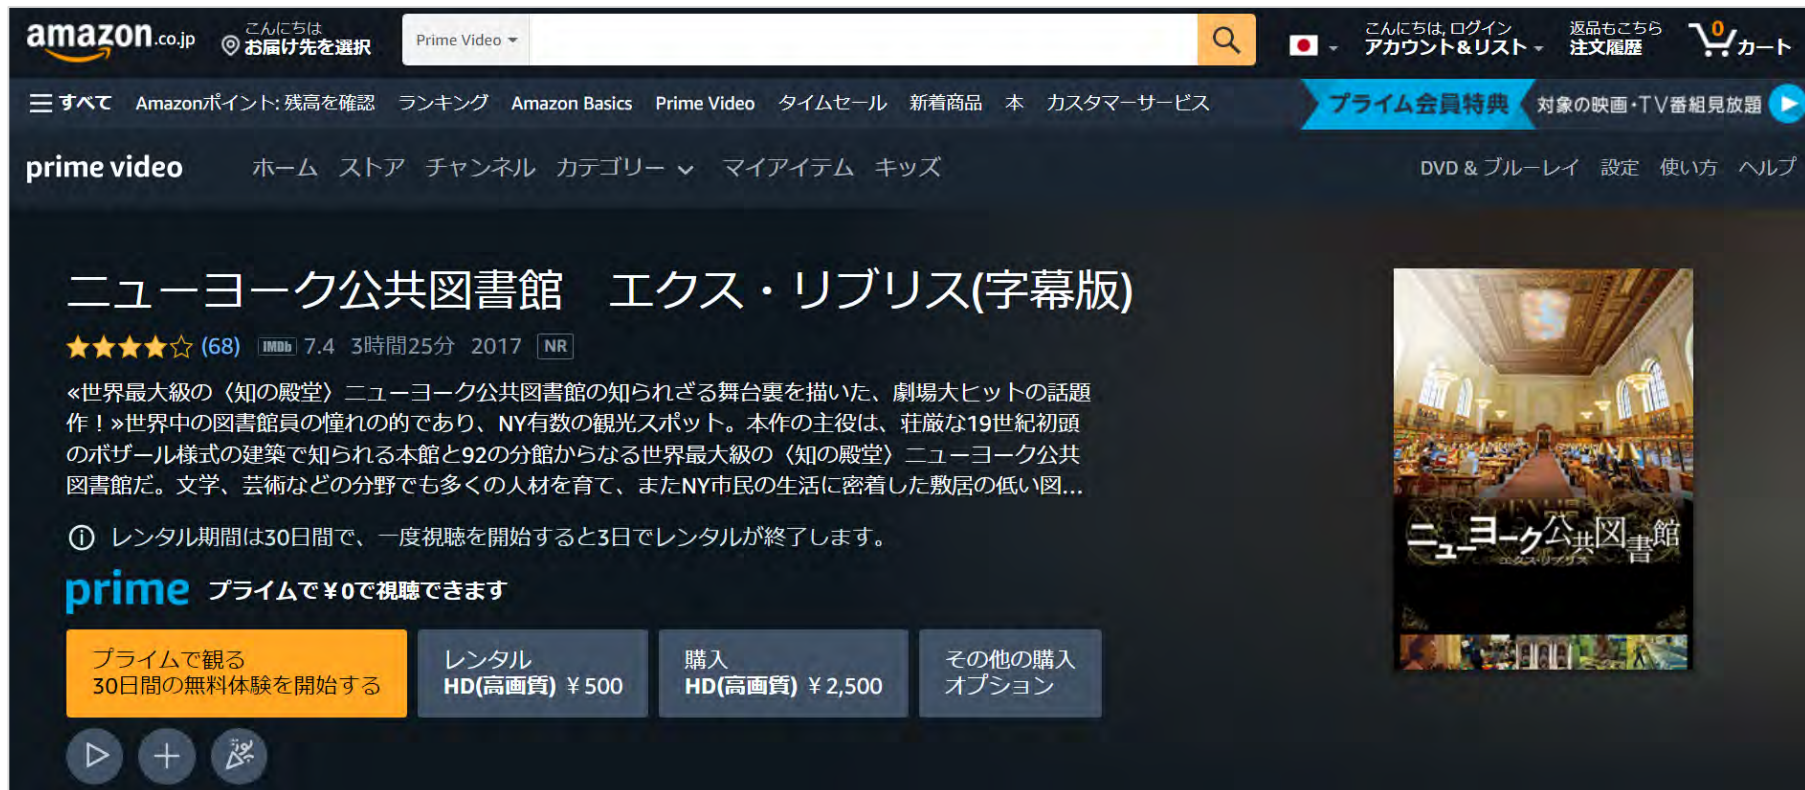 amazon.co.jp
こんにちは
お届け先を選択
Prime Video
こんにちは, ログイン
アカウント&リスト
返品もこちら
注文履歴
0
カート
すべて Amazonポイント: 残高を確認 ランキング Amazon Basics Prime Video タイムセール 新着商品 本 カスタマーサービス
プライム会員特典 対象の映画・TV番組見放題
prime video ホーム ストア チャンネル カテゴリー マイアイテム キッズ DVD & ブルーレイ 設定 使い方 ヘルプ
ニューヨーク公共図書館 エクス・リブリス(字幕版)
(68) IMDb 7.4 3時間25分 2017 NR
«世界最大級の〈知の殿堂〉ニューヨーク公共図書館の知られざる舞台裏を描いた、劇場大ヒットの話題
作！»世界中の図書館員の憧れの的であり、NY有数の観光スポット。本作の主役は、荘厳な19世紀初頭
のボザール様式の建築で知られる本館と92の分館からなる世界最大級の〈知の殿堂〉ニューヨーク公共
図書館だ。文学、芸術などの分野でも多くの人材を育て、またNY市民の生活に密着した敷居の低い図...
レンタル期間は30日間で、一度視聴を開始すると3日でレンタルが終了します。
prime プライムで￥0で視聴できます
プライムで観る
30日間の無料体験を開始する
レンタル
HD(高画質) ￥500
購入
HD(高画質) ￥2,500
その他の購入
オプション
ニューヨーク公共図書館
エクス・リブリス